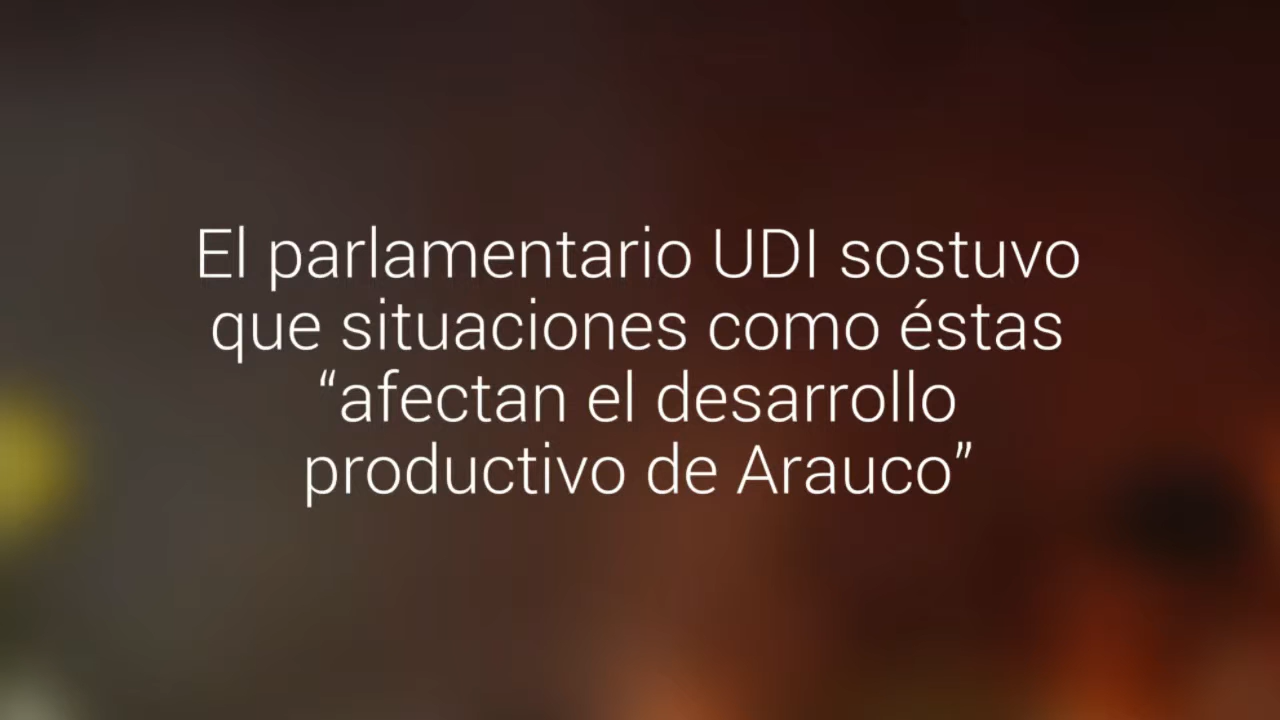 El parlamentario UDI sostuvo
que situaciones como éstas
“afectan el desarrollo
productivo de Arauco”